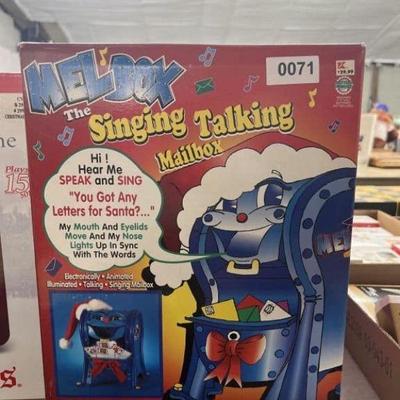 MEL BOX
0071
The
Singing Talking
Mailbox
Hi !
Hear Me
SPEAK and SING
"You Got Any
Letters for Santa?..."
My Mouth And Eyelids
Move And My Nose
Lights Up In Sync
With The Words
Electronically • Animated
Illuminated • Talking • Singing Mailbox